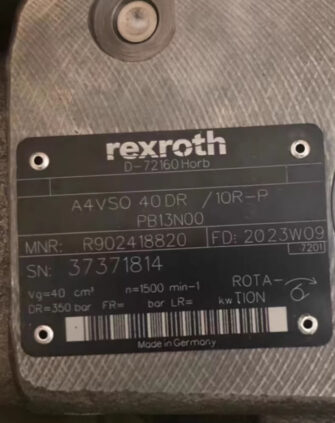 rexroth
D-72160 Horb
A4VSO 40 DR /10R-P
PB13N00
MNR: R902418820 FD: 2023W09
7201
SN: 37371814
Vg=40 cm³ n=1500 min-1 ROTA-
DR=350 bar FR= bar LR= kW TION
Made in Germany